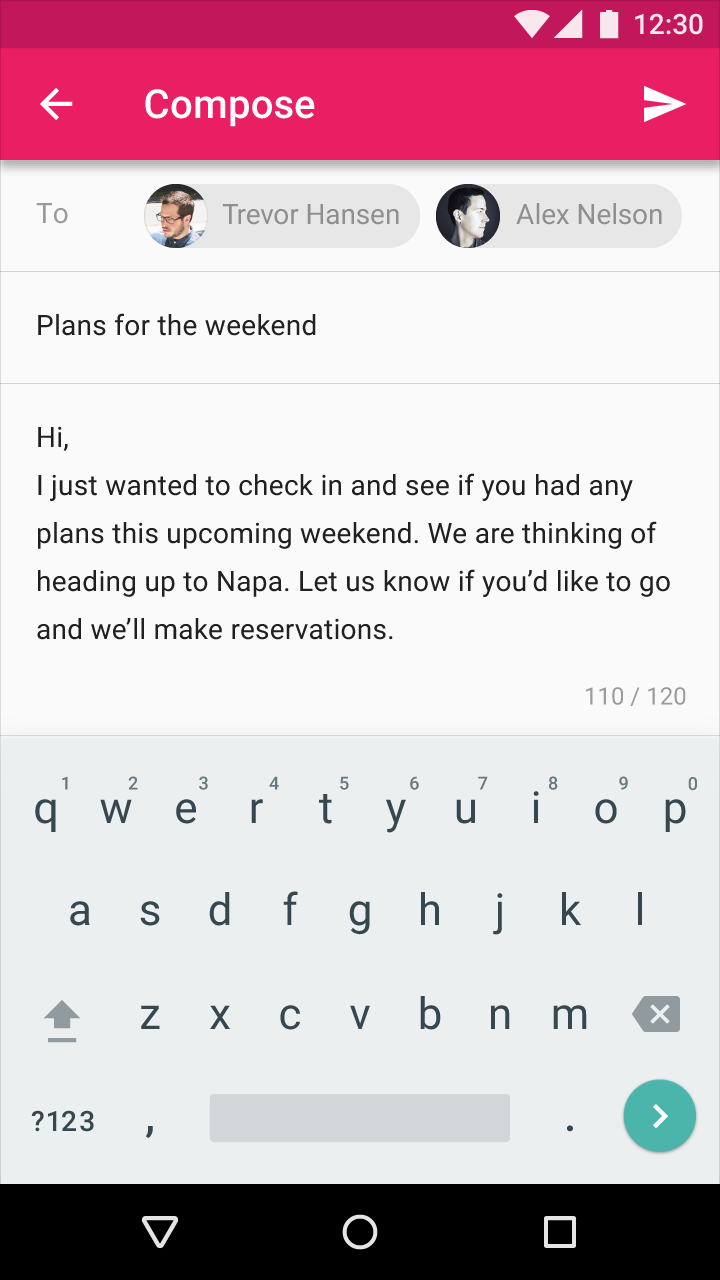 12:30
Compose
To Trevor Hansen Alex Nelson
Plans for the weekend
Hi,
I just wanted to check in and see if you had any
plans this upcoming weekend. We are thinking of
heading up to Napa. Let us know if you’d like to go
and we’ll make reservations.
110 / 120
1 2 3 4 5 6 7 8 9 0
q w e r t y u i o p
a s d f g h j k l
z x c v b n m
?123 , .